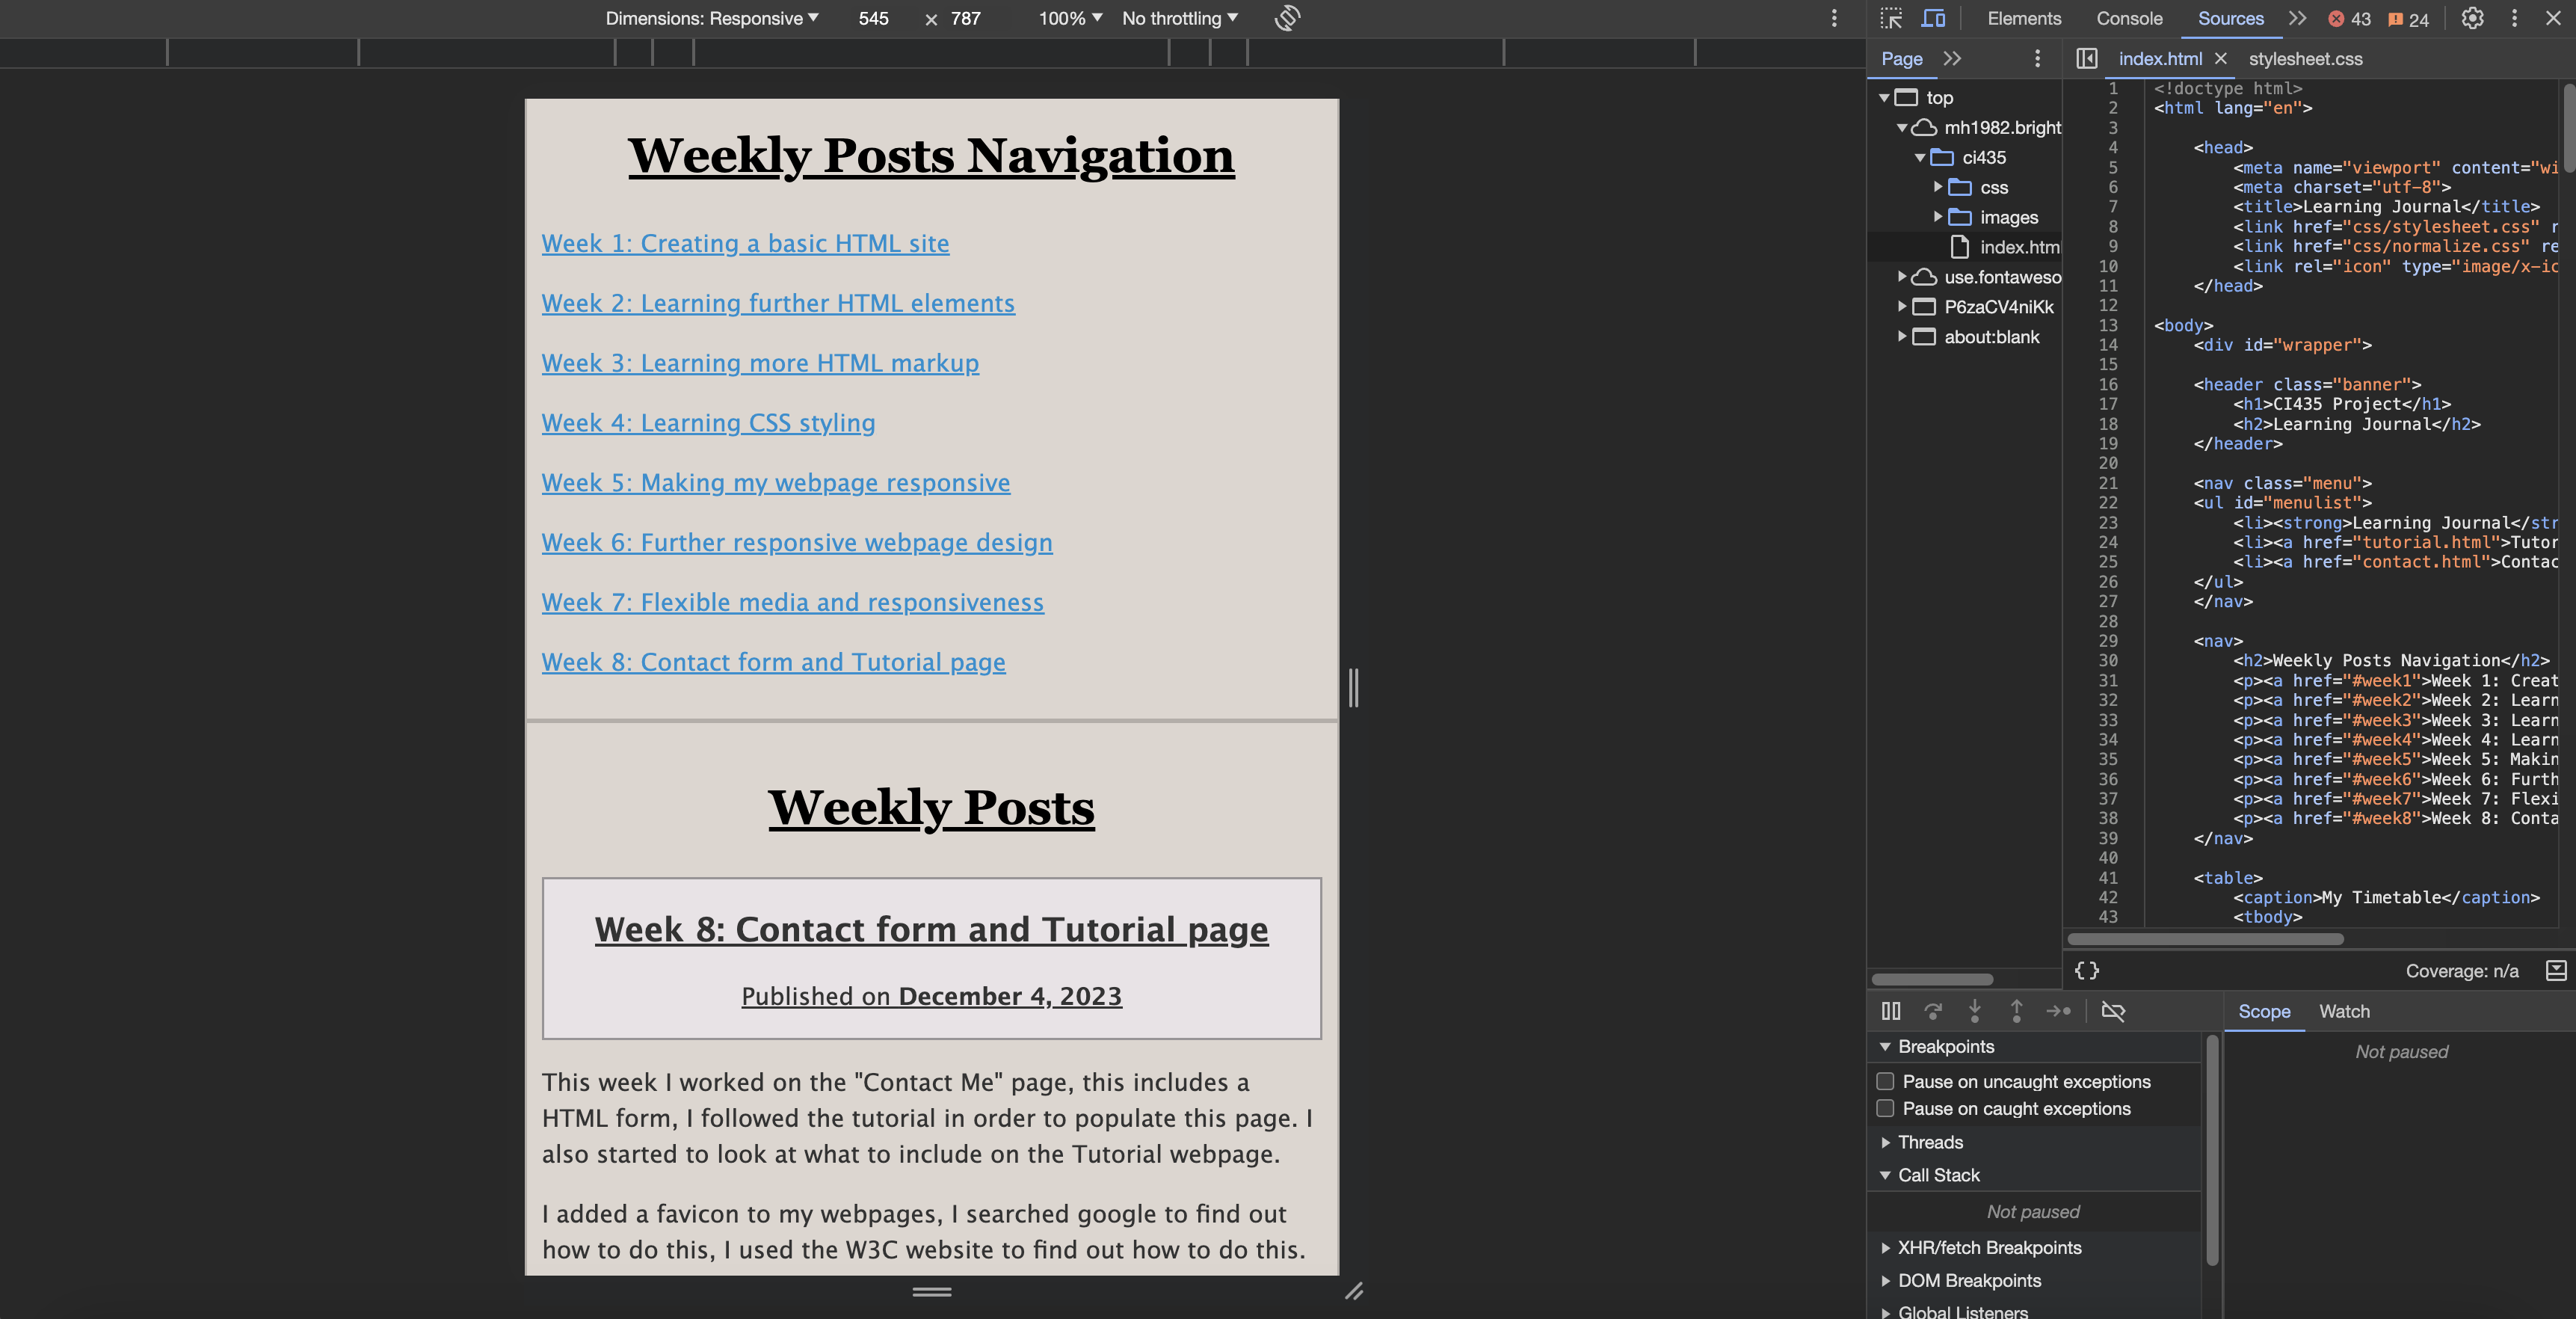 Dimensions: Responsive 545 × 787 100% No throttling
Elements Console Sources 43 24
Page
index.html stylesheet.css
top
mh1982.bright
ci435
css
images
index.htm
use.fontaweso
P6zaCV4niKk
about:blank
Weekly Posts Navigation
Week 1: Creating a basic HTML site
Week 2: Learning further HTML elements
Week 3: Learning more HTML markup
Week 4: Learning CSS styling
Week 5: Making my webpage responsive
Week 6: Further responsive webpage design
Week 7: Flexible media and responsiveness
Week 8: Contact form and Tutorial page
Weekly Posts
Week 8: Contact form and Tutorial page
Published on December 4, 2023
This week I worked on the "Contact Me" page, this includes a
HTML form, I followed the tutorial in order to populate this page. I
also started to look at what to include on the Tutorial webpage.
I added a favicon to my webpages, I searched google to find out
how to do this, I used the W3C website to find out how to do this.
1 <!doctype html>
2 <html lang="en">
3
4 <head>
5 <meta name="viewport" content="wi
6 <meta charset="utf-8">
7 <title>Learning Journal</title>
8 <link href="css/stylesheet.css" r
9 <link href="css/normalize.css" re
10 <link rel="icon" type="image/x-ic
11 </head>
12
13 <body>
14 <div id="wrapper">
15
16 <header class="banner">
17 <h1>CI435 Project</h1>
18 <h2>Learning Journal</h2>
19 </header>
20
21 <nav class="menu">
22 <ul id="menulist">
23 <li><strong>Learning Journal</str
24 <li><a href="tutorial.html">Tutor
25 <li><a href="contact.html">Contac
26 </ul>
27 </nav>
28
29 <nav>
30 <h2>Weekly Posts Navigation</h2>
31 <p><a href="#week1">Week 1: Creat
32 <p><a href="#week2">Week 2: Learn
33 <p><a href="#week3">Week 3: Learn
34 <p><a href="#week4">Week 4: Learn
35 <p><a href="#week5">Week 5: Makin
36 <p><a href="#week6">Week 6: Furth
37 <p><a href="#week7">Week 7: Flexi
38 <p><a href="#week8">Week 8: Conta
39 </nav>
40
41 <table>
42 <caption>My Timetable</caption>
43 <tbody>
{} Coverage: n/a
Scope Watch
Not paused
Breakpoints
Pause on uncaught exceptions
Pause on caught exceptions
Threads
Call Stack
Not paused
XHR/fetch Breakpoints
DOM Breakpoints
Global Listeners